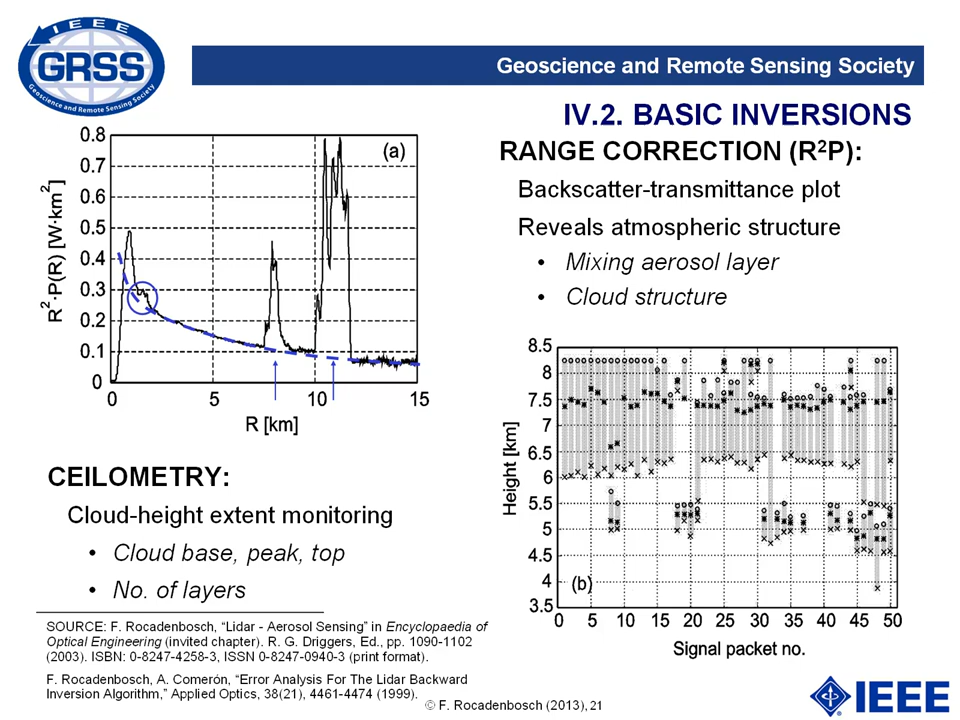 IEEE
GRSS
Geoscience and Remote Sensing Society
Geoscience and Remote Sensing Society
IV.2. BASIC INVERSIONS
RANGE CORRECTION (R²P):
Backscatter-transmittance plot
Reveals atmospheric structure
• Mixing aerosol layer
• Cloud structure
(a)
R²·P(R) [W·km²]
0.8
0.7
0.6
0.5
0.4
0.3
0.2
0.1
0
0 5 10 15
R [km]
CEILOMETRY:
Cloud-height extent monitoring
• Cloud base, peak, top
• No. of layers
Height [km]
8.5
8
7.5
7
6.5
6
5.5
5
4.5
4
3.5
(b)
0 5 10 15 20 25 30 35 40 45 50
Signal packet no.
SOURCE: F. Rocadenbosch, “Lidar - Aerosol Sensing” in Encyclopaedia of
Optical Engineering (invited chapter). R. G. Driggers, Ed., pp. 1090-1102
(2003). ISBN: 0-8247-4258-3, ISSN 0-8247-0940-3 (print format).
F. Rocadenbosch, A. Comerón, “Error Analysis For The Lidar Backward
Inversion Algorithm,” Applied Optics, 38(21), 4461-4474 (1999).
© F. Rocadenbosch (2013), 21
IEEE